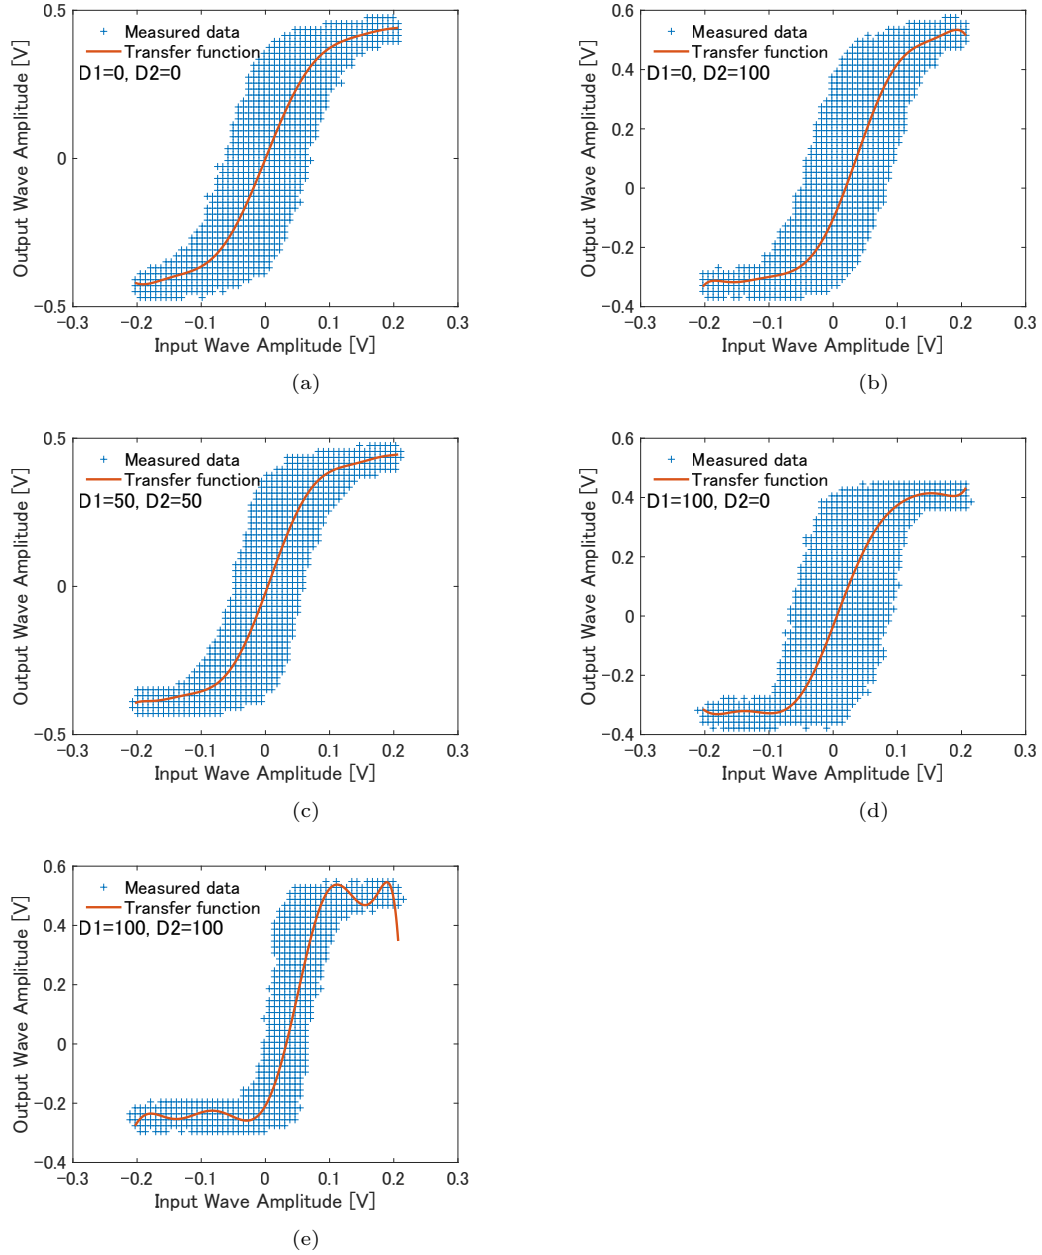 0.5
Measured data
Transfer function
D1=0, D2=0
0
−0.5
−0.3 −0.2 −0.1 0 0.1 0.2 0.3
Input Wave Amplitude [V]
Output Wave Amplitude [V]
(a)
0.6
Measured data
Transfer function
D1=0, D2=100
0.4
0.2
0
−0.2
−0.4
−0.3 −0.2 −0.1 0 0.1 0.2 0.3
Input Wave Amplitude [V]
Output Wave Amplitude [V]
(b)
0.5
Measured data
Transfer function
D1=50, D2=50
0
−0.5
−0.3 −0.2 −0.1 0 0.1 0.2 0.3
Input Wave Amplitude [V]
Output Wave Amplitude [V]
(c)
0.6
Measured data
Transfer function
D1=100, D2=0
0.4
0.2
0
−0.2
−0.4
−0.3 −0.2 −0.1 0 0.1 0.2 0.3
Input Wave Amplitude [V]
Output Wave Amplitude [V]
(d)
0.6
Measured data
Transfer function
D1=100, D2=100
0.4
0.2
0
−0.2
−0.4
−0.3 −0.2 −0.1 0 0.1 0.2 0.3
Input Wave Amplitude [V]
Output Wave Amplitude [V]
(e)